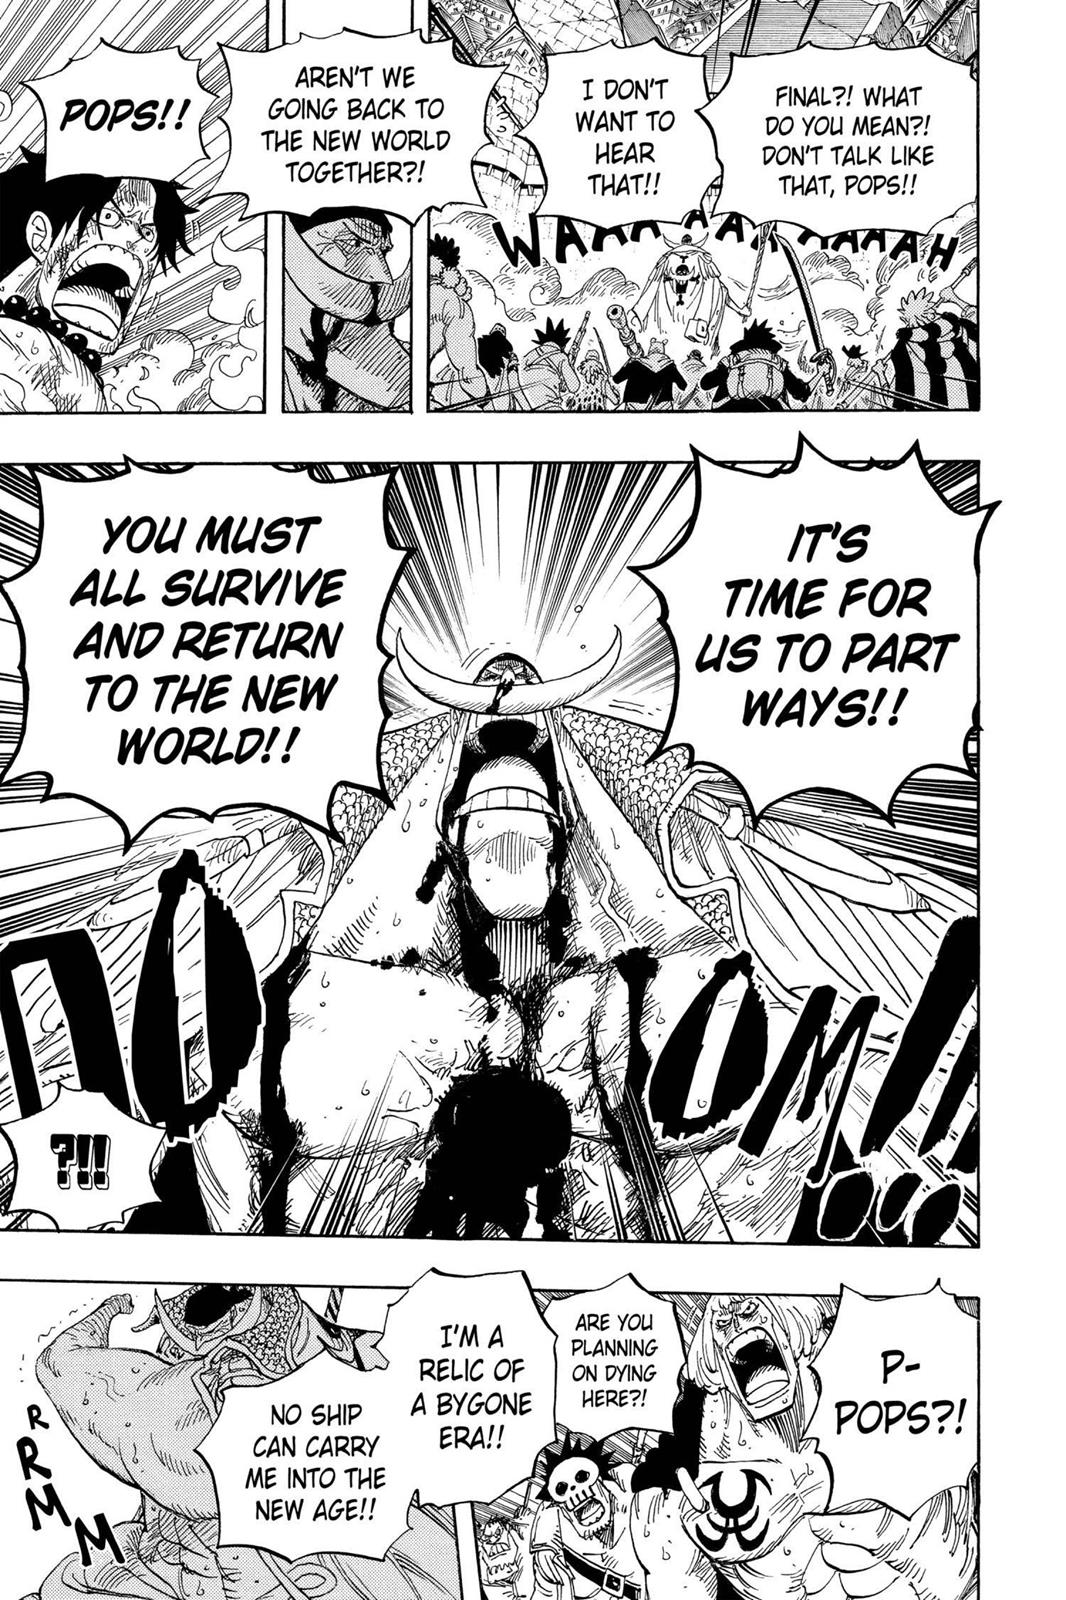 FINAL?! WHAT
DO YOU MEAN?!
DON'T TALK LIKE
THAT, POPS!!
I DON'T
WANT TO
HEAR
THAT!!
WAAAAAAAAAAH
AREN'T WE
GOING BACK TO
THE NEW WORLD
TOGETHER?!
POPS!!
IT'S
TIME FOR
US TO PART
WAYS!!
YOU MUST
ALL SURVIVE
AND RETURN
TO THE NEW
WORLD!!
?!!
P-
POPS?!
ARE YOU
PLANNING
ON DYING
HERE?!
I'M A
RELIC OF
A BYGONE
ERA!!
NO SHIP
CAN CARRY
ME INTO THE
NEW AGE!!
RRMM